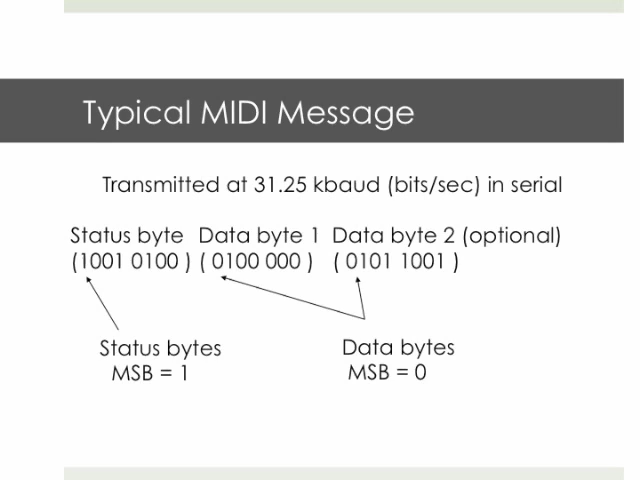 Typical MIDI Message
Transmitted at 31.25 kbaud (bits/sec) in serial
Status byte Data byte 1 Data byte 2 (optional)
(1001 0100 ) ( 0100 000 ) ( 0101 1001 )
Status bytes Data bytes
MSB = 1 MSB = 0